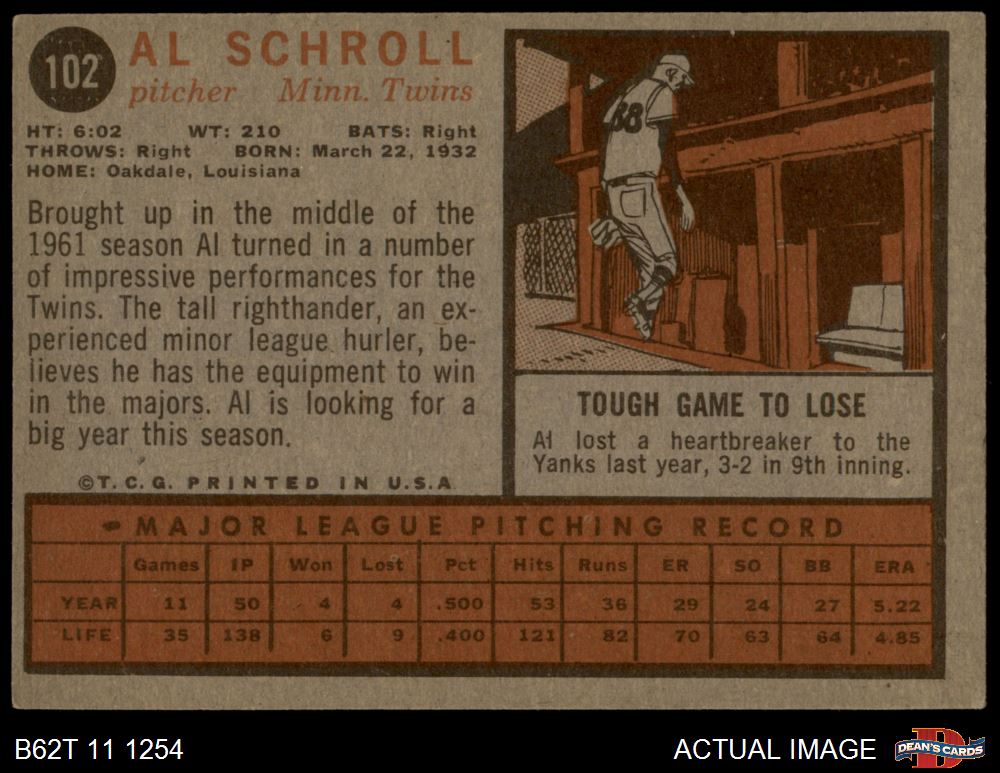 102
AL SCHROLL
pitcher Minn. Twins
HT: 6:02 WT: 210 BATS: Right
THROWS: Right BORN: March 22, 1932
HOME: Oakdale, Louisiana
Brought up in the middle of the
1961 season Al turned in a number
of impressive performances for the
Twins. The tall righthander, an ex-
perienced minor league hurler, be-
lieves he has the equipment to win
in the majors. Al is looking for a
big year this season.
©T.C.G. PRINTED IN U.S.A.
38
TOUGH GAME TO LOSE
Al lost a heartbreaker to the
Yanks last year, 3-2 in 9th inning.
MAJOR LEAGUE PITCHING RECORD
Games IP Won Lost Pct Hits Runs ER SO BB ERA
YEAR 11 50 4 4 .500 53 36 29 24 27 5.22
LIFE 35 138 6 9 .400 121 82 70 63 64 4.85
B62T 11 1254
ACTUAL IMAGE
D
DEAN'S CARDS